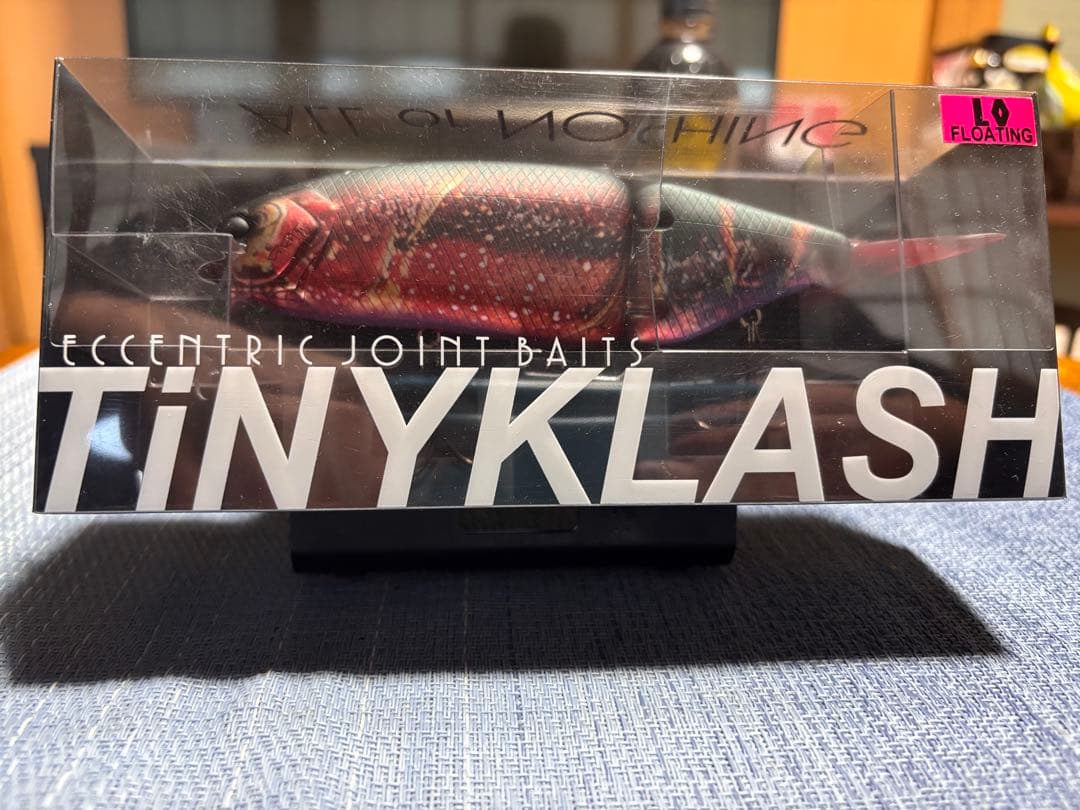 ALL or NOTHING
LO
FLOATING
ECCENTRIC JOINT BAITS
TiNYKLASH